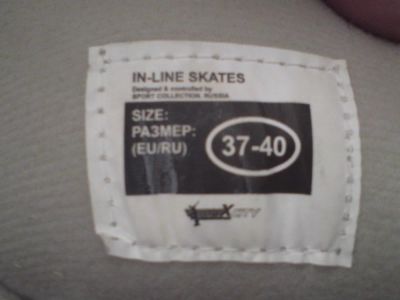 IN-LINE SKATES
Designed & controlled by
SPORT COLLECTION, RUSSIA
SIZE:
РАЗМЕР:
(EU/RU)
37-40